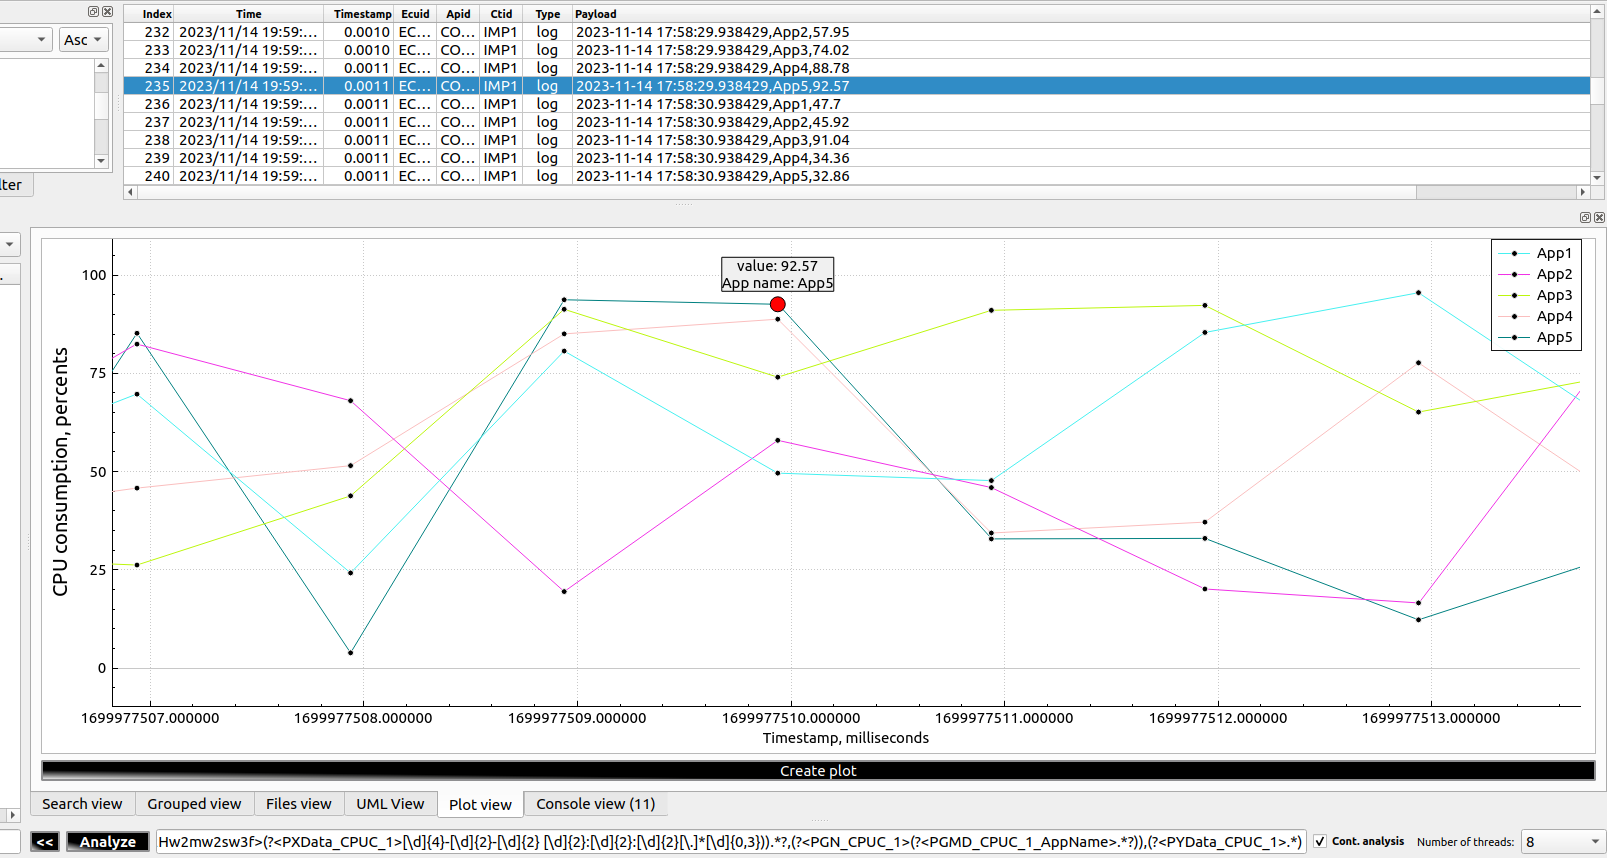 Index Time Timestamp Ecuid Apid Ctid Type Payload
232 2023/11/14 19:59:... 0.0010 EC... CO... IMP1 log 2023-11-14 17:58:29.938429,App2,57.95
233 2023/11/14 19:59:... 0.0010 EC... CO... IMP1 log 2023-11-14 17:58:29.938429,App3,74.02
234 2023/11/14 19:59:... 0.0011 EC... CO... IMP1 log 2023-11-14 17:58:29.938429,App4,88.78
235 2023/11/14 19:59:... 0.0011 EC... CO... IMP1 log 2023-11-14 17:58:29.938429,App5,92.57
236 2023/11/14 19:59:... 0.0011 EC... CO... IMP1 log 2023-11-14 17:58:30.938429,App1,47.7
237 2023/11/14 19:59:... 0.0011 EC... CO... IMP1 log 2023-11-14 17:58:30.938429,App2,45.92
238 2023/11/14 19:59:... 0.0011 EC... CO... IMP1 log 2023-11-14 17:58:30.938429,App3,91.04
239 2023/11/14 19:59:... 0.0011 EC... CO... IMP1 log 2023-11-14 17:58:30.938429,App4,34.36
240 2023/11/14 19:59:... 0.0011 EC... CO... IMP1 log 2023-11-14 17:58:30.938429,App5,32.86
Asc
lter
value: 92.57
App name: App5
App1
App2
App3
App4
App5
CPU consumption, percents
100
75
50
25
0
1699977507.000000 1699977508.000000 1699977509.000000 1699977510.000000 1699977511.000000 1699977512.000000 1699977513.000000
Timestamp, milliseconds
Create plot
Search view Grouped view Files view UML View Plot view Console view (11)
<< Analyze Hw2mw2sw3f>(?<PXData_CPUC_1>[\d]{4}-[\d]{2}-[\d]{2} [\d]{2}:[\d]{2}:[\d]{2}[\.]*[\d]{0,3})).*?,(?<PGN_CPUC_1>(?<PGMD_CPUC_1_AppName>.*?)),(?<PYData_CPUC_1>.*) Cont. analysis Number of threads: 8